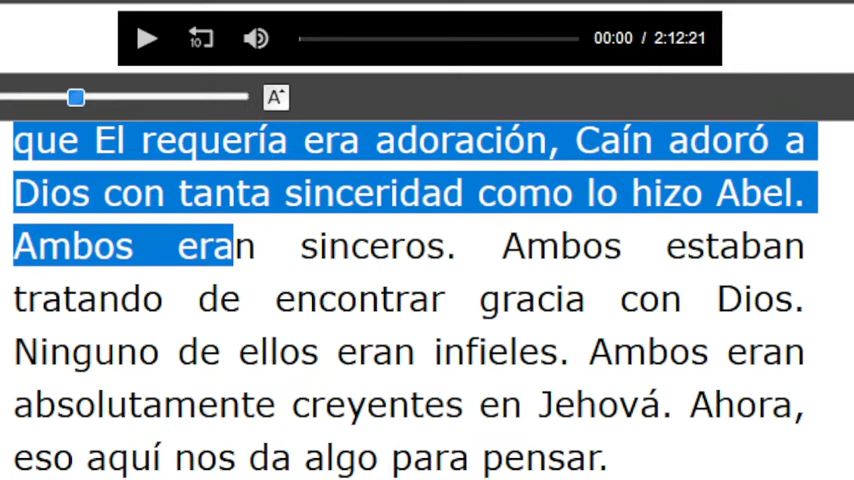 10
00:00 / 2:12:21
A
que El requería era adoración, Caín adoró a
Dios con tanta sinceridad como lo hizo Abel.
Ambos eran sinceros. Ambos estaban
tratando de encontrar gracia con Dios.
Ninguno de ellos eran infieles. Ambos eran
absolutamente creyentes en Jehová. Ahora,
eso aquí nos da algo para pensar.